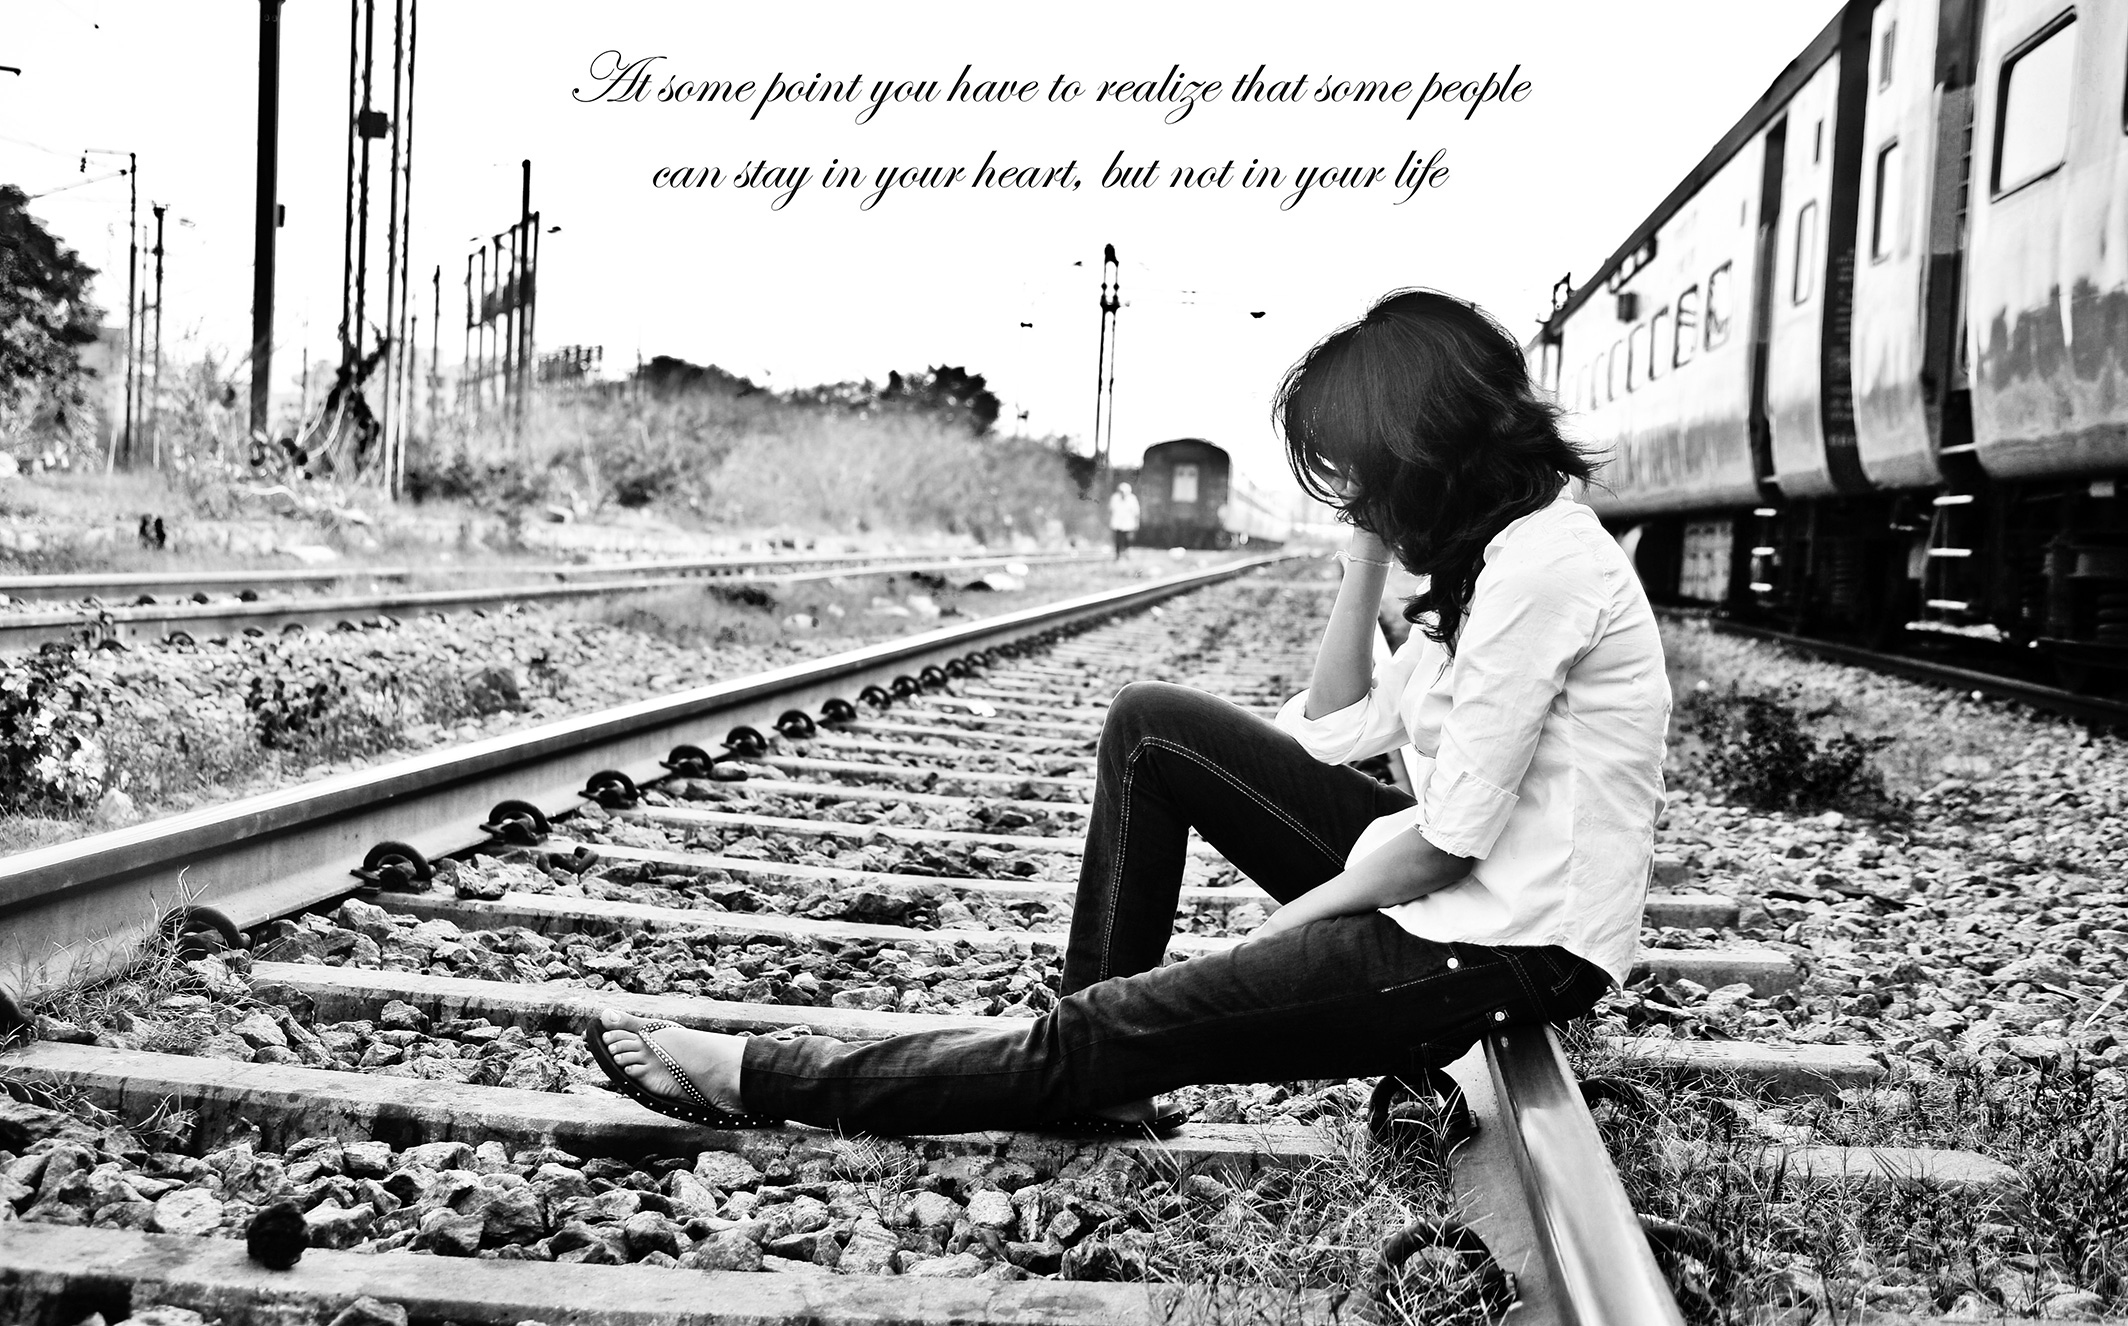 At some point you have to realize that some people
can stay in your heart, but not in your life